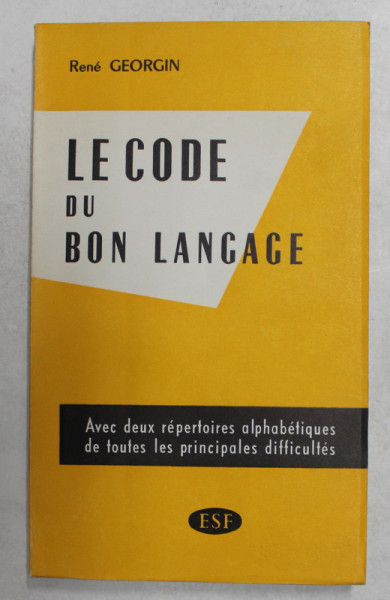 René GEORGIN
LE CODE
DU
BON LANGAGE
Avec deux répertoires alphabétiques
de toutes les principales difficultés
ESF